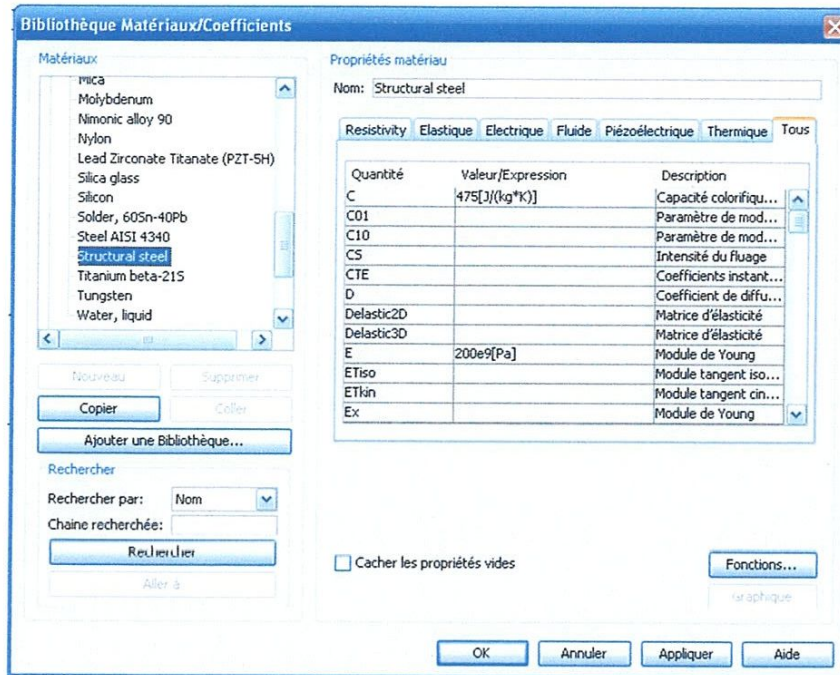 Bibliothèque Matériaux/Coefficients
Matériaux
Mica
Molybdenum
Nimonic alloy 90
Nylon
Lead Zirconate Titanate (PZT-5H)
Silica glass
Silicon
Solder, 60Sn-40Pb
Steel AISI 4340
Structural steel
Titanium beta-21S
Tungsten
Water, liquid
Nouveau Supprimer
Copier Coller
Ajouter une Bibliothèque...
Rechercher
Rechercher par: Nom
Chaine recherchée:
Rechercher
Aller à
Propriétés matériau
Nom: Structural steel
Resistivity Elastique Electrique Fluide Piézoélectrique Thermique Tous
Quantité Valeur/Expression Description
C 475[J/(kg*K)] Capacité colorifiqu...
C01 Paramètre de mod...
C10 Paramètre de mod...
CS Intensité du fluage
CTE Coefficients instant...
D Coefficient de diffu...
Delastic2D Matrice d'élasticité
Delastic3D Matrice d'élasticité
E 200e9[Pa] Module de Young
ETiso Module tangent iso...
ETkin Module tangent cin...
Ex Module de Young
Cacher les propriétés vides
Fonctions...
Graphique
OK Annuler Appliquer Aide